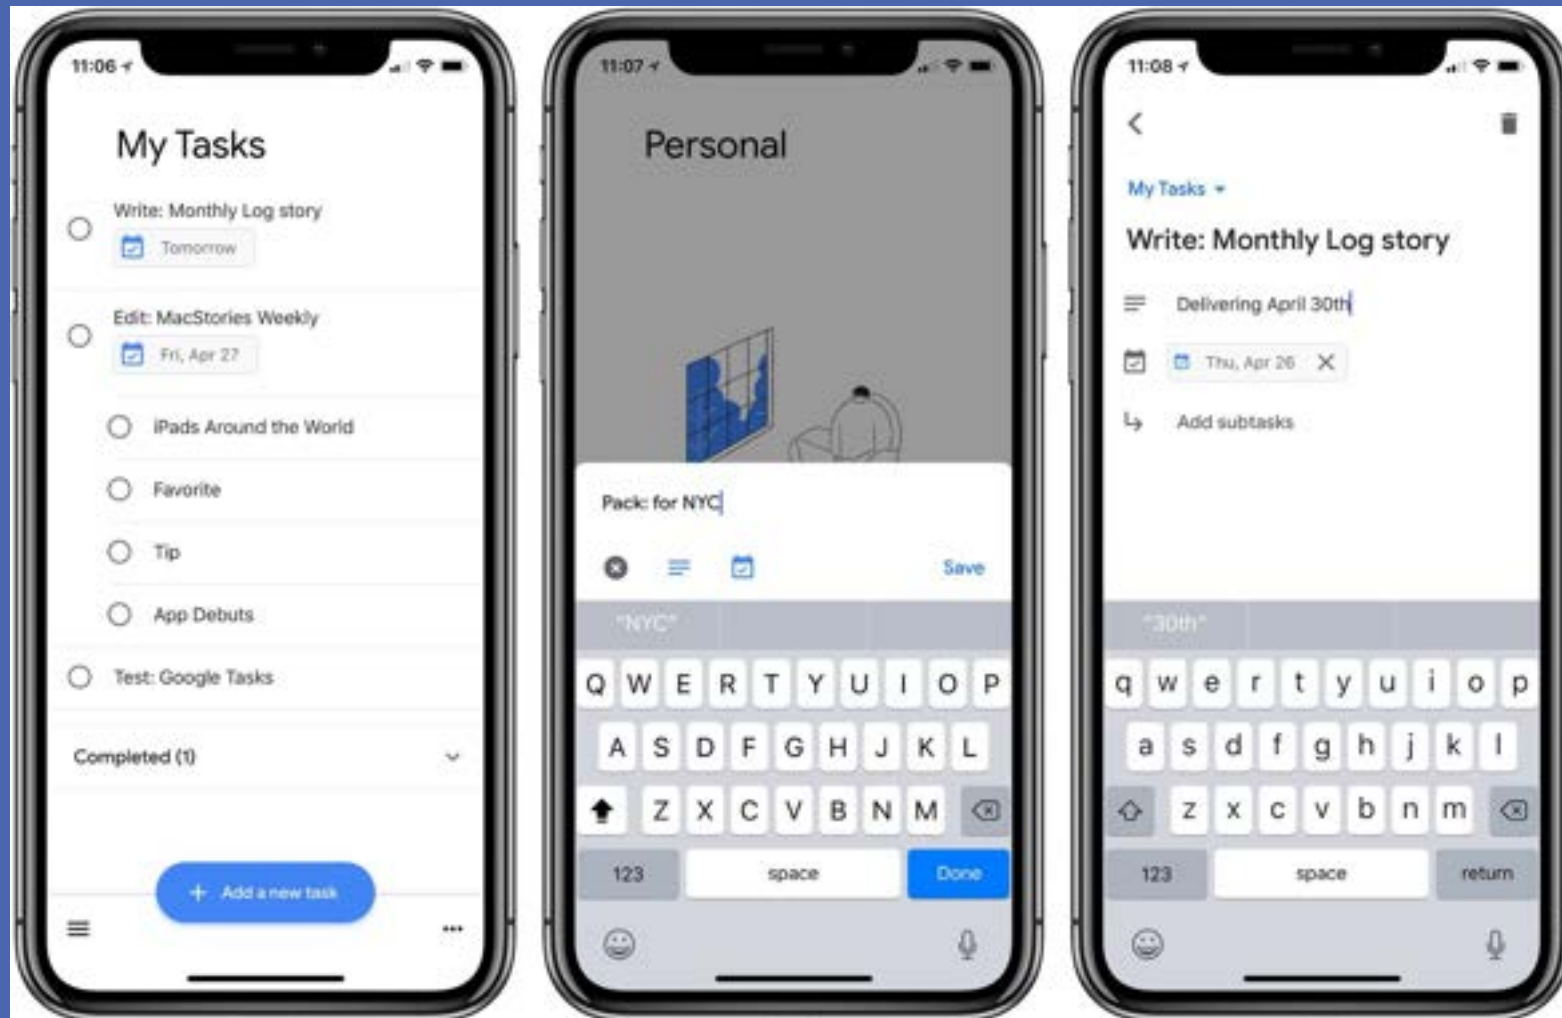 11:06
My Tasks
Write: Monthly Log story
Tomorrow
Edit: MacStories Weekly
Fri, Apr 27
iPads Around the World
Favorite
Tip
App Debuts
Test: Google Tasks
Completed (1)
+ Add a new task
11:07
Personal
Pack: for NYC
Save
"NYC"
Q W E R T Y U I O P
A S D F G H J K L
Z X C V B N M
123 space Done
11:08
My Tasks
Write: Monthly Log story
Delivering April 30th
Thu, Apr 26
Add subtasks
"30th"
q w e r t y u i o p
a s d f g h j k l
z x c v b n m
123 space return